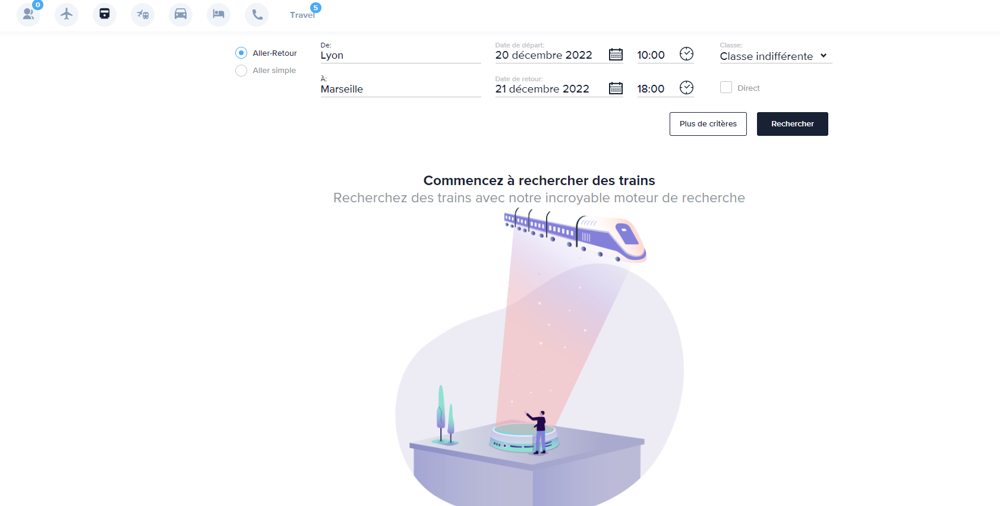 0
Travel 5
Aller-Retour
Aller simple
De:
Lyon
À:
Marseille
Date de départ:
20 décembre 2022 10:00
Date de retour:
21 décembre 2022 18:00
Classe:
Classe indifférente
Direct
Plus de critères
Rechercher
Commencez à rechercher des trains
Recherchez des trains avec notre incroyable moteur de recherche